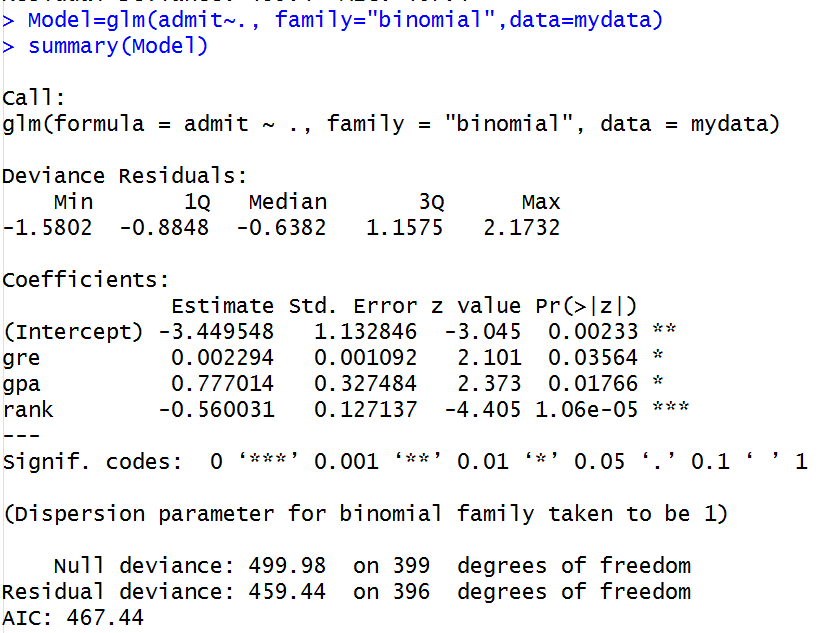 > Model=glm(admit~., family="binomial",data=mydata)
> summary(Model)
Call:
glm(formula = admit ~ ., family = "binomial", data = mydata)
Deviance Residuals:
Min 1Q Median 3Q Max
-1.5802 -0.8848 -0.6382 1.1575 2.1732
Coefficients:
Estimate Std. Error z value Pr(>|z|)
(Intercept) -3.449548 1.132846 -3.045 0.00233 **
gre 0.002294 0.001092 2.101 0.03564 *
gpa 0.777014 0.327484 2.373 0.01766 *
rank -0.560031 0.127137 -4.405 1.06e-05 ***
---
Signif. codes: 0 ‘***’ 0.001 ‘**’ 0.01 ‘*’ 0.05 ‘.’ 0.1 ‘ ’ 1
(Dispersion parameter for binomial family taken to be 1)
Null deviance: 499.98 on 399 degrees of freedom
Residual deviance: 459.44 on 396 degrees of freedom
AIC: 467.44